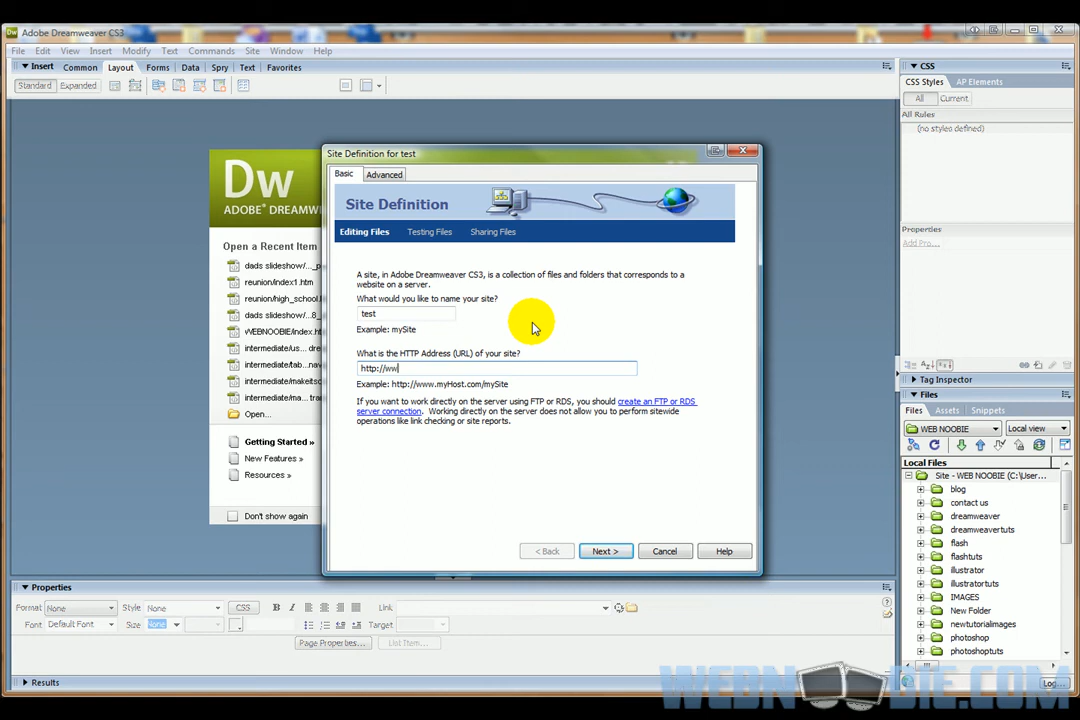 Adobe Dreamweaver CS3
File Edit View Insert Modify Text Commands Site Window Help
Insert Common Layout Forms Data Spry Text Favorites
Standard Expanded
Dw
ADOBE® DREAMW
Open a Recent Item
dads slideshow/..._p
reunion/index1.htm
reunion/high_school.
dads slideshow/..._
WEBNOOBIE/index.h
intermediate/us... dre
intermediate/tab...nav
intermediate/makeitsc
intermediate/ma...
Open...
Getting Started »
New Features »
Resources »
Don't show again
Site Definition for test
Basic Advanced
Site Definition
Editing Files Testing Files Sharing Files
A site, in Adobe Dreamweaver CS3, is a collection of files and folders that corresponds to a
website on a server.
What would you like to name your site?
test
Example: mySite
What is the HTTP Address (URL) of your site?
http://ww
Example: http://www.myHost.com/mySite
If you want to work directly on the server using FTP or RDS, you should create an FTP or RDS
server connection. Working directly on the server does not allow you to perform sitewide
operations like link checking or site reports.
< Back Next > Cancel Help
CSS
CSS Styles AP Elements
All Current
All Rules
(no styles defined)
Properties
Add Pro...
Tag Inspector
Files
Files Assets Snippets
WEB NOOBIE Local view
Local Files
Site - WEB NOOBIE (C:\User...
blog
contact us
dreamweaver
dreamweavertuts
flash
flashtuts
illustrator
illustratortuts
IMAGES
New Folder
newtutorialimages
photoshop
photoshoptuts
Log...
Properties
Format None Style None CSS B I Link
Font Default Font Size None Target
Page Properties... List Item...
Results
WEBNOOBIE.COM